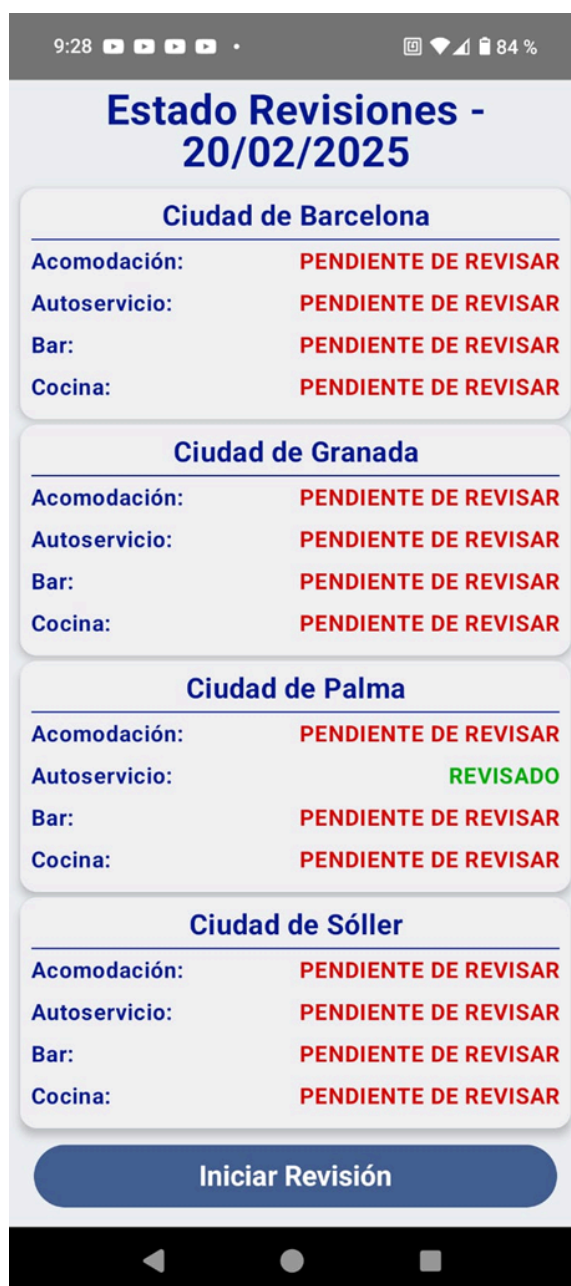 9:28
84 %
Estado Revisiones -
20/02/2025
Ciudad de Barcelona
Acomodación: PENDIENTE DE REVISAR
Autoservicio: PENDIENTE DE REVISAR
Bar: PENDIENTE DE REVISAR
Cocina: PENDIENTE DE REVISAR
Ciudad de Granada
Acomodación: PENDIENTE DE REVISAR
Autoservicio: PENDIENTE DE REVISAR
Bar: PENDIENTE DE REVISAR
Cocina: PENDIENTE DE REVISAR
Ciudad de Palma
Acomodación: PENDIENTE DE REVISAR
Autoservicio: REVISADO
Bar: PENDIENTE DE REVISAR
Cocina: PENDIENTE DE REVISAR
Ciudad de Sóller
Acomodación: PENDIENTE DE REVISAR
Autoservicio: PENDIENTE DE REVISAR
Bar: PENDIENTE DE REVISAR
Cocina: PENDIENTE DE REVISAR
Iniciar Revisión